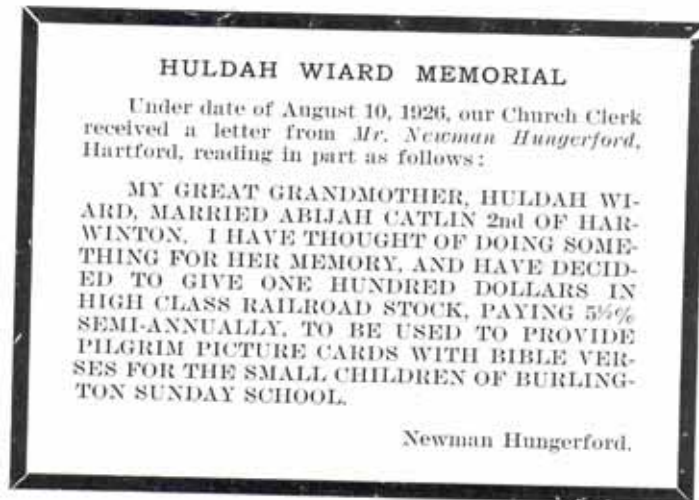 HULDAH WIARD MEMORIAL
Under date of August 10, 1926, our Church Clerk
received a letter from Mr. Newman Hungerford,
Hartford, reading in part as follows:
MY GREAT GRANDMOTHER, HULDAH WI-
ARD, MARRIED ABIJAH CATLIN 2nd OF HAR-
WINTON. I HAVE THOUGHT OF DOING SOME-
THING FOR HER MEMORY, AND HAVE DECID-
ED TO GIVE ONE HUNDRED DOLLARS IN
HIGH CLASS RAILROAD STOCK, PAYING 5½%
SEMI-ANNUALLY, TO BE USED TO PROVIDE
PILGRIM PICTURE CARDS WITH BIBLE VER-
SES FOR THE SMALL CHILDREN OF BURLING-
TON SUNDAY SCHOOL.
Newman Hungerford.